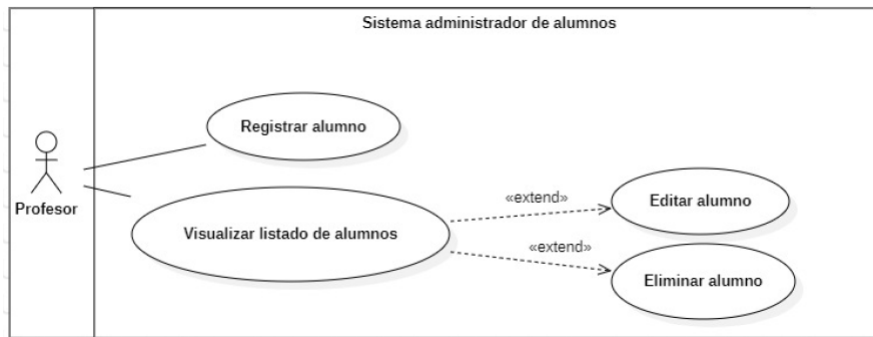 Sistema administrador de alumnos
Registrar alumno
Profesor
Visualizar listado de alumnos
«extend»
Editar alumno
«extend»
Eliminar alumno